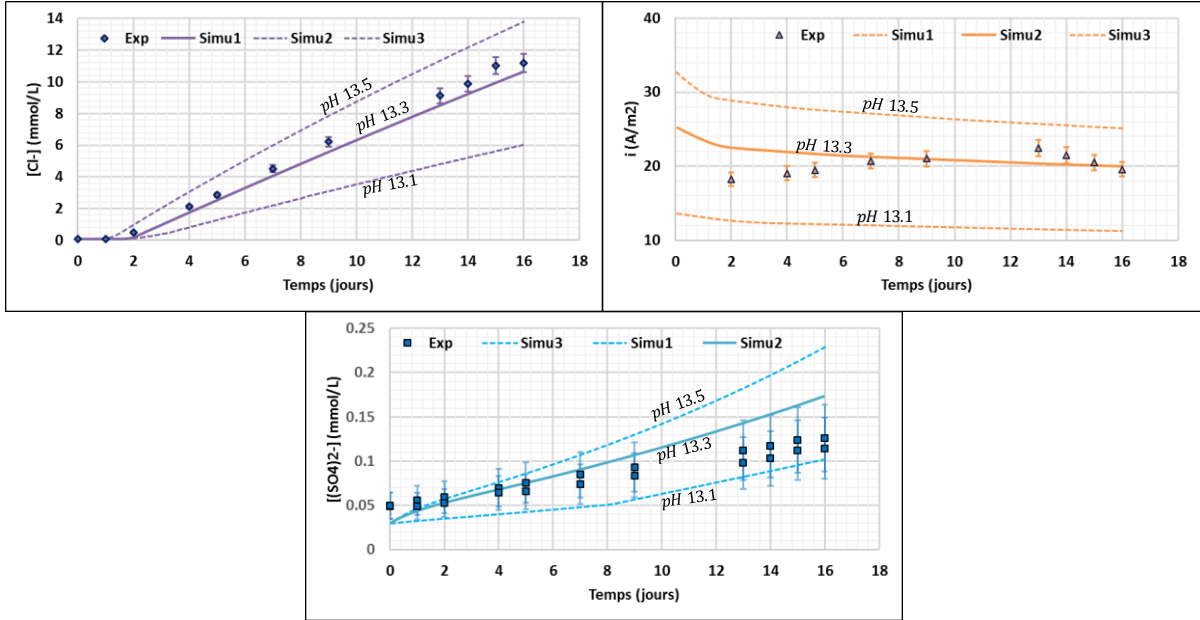 [Cl-] (mmol/L)
14
12
10
8
6
4
2
0
Exp Simu1 Simu2 Simu3
pH 13.5
pH 13.3
pH 13.1
0 2 4 6 8 10 12 14 16 18
Temps (jours)
i (A/m2)
40
30
20
10
Exp Simu1 Simu2 Simu3
pH 13.5
pH 13.3
pH 13.1
0 2 4 6 8 10 12 14 16 18
Temps (jours)
[(SO4)2-] (mmol/L)
0.25
0.2
0.15
0.1
0.05
0
Exp Simu3 Simu1 Simu2
pH 13.5
pH 13.3
pH 13.1
0 2 4 6 8 10 12 14 16 18
Temps (jours)